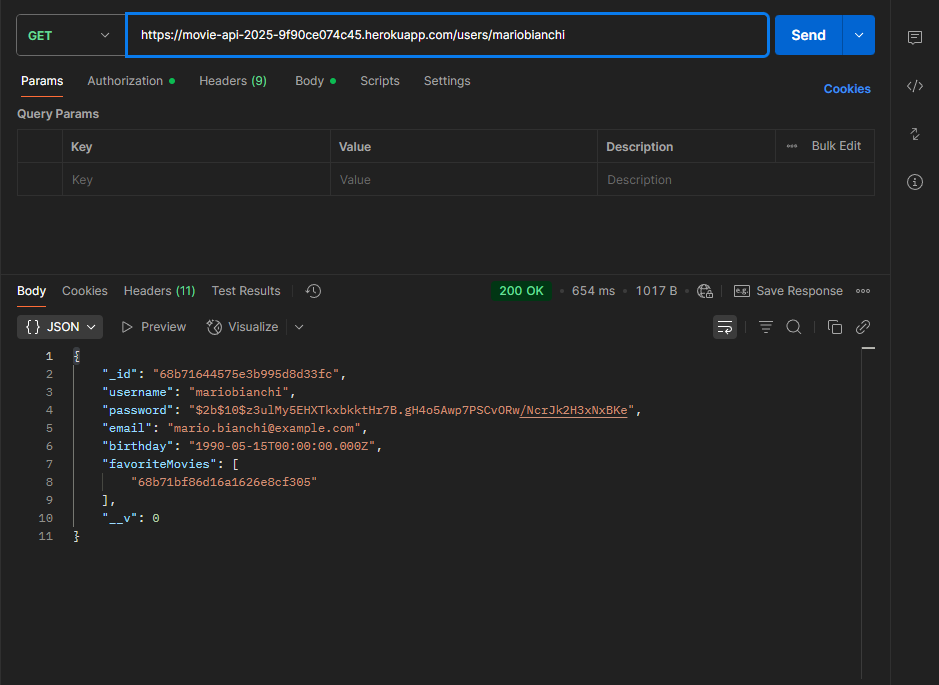 GET https://movie-api-2025-9f90ce074c45.herokuapp.com/users/mariobianchi Send
Params Authorization Headers (9) Body Scripts Settings Cookies
Query Params
Key Value Description Bulk Edit
Key Value Description
Body Cookies Headers (11) Test Results 200 OK 654 ms 1017 B e.g. Save Response
{} JSON Preview Visualize
1 {
2 "_id": "68b71644575e3b995d8d33fc",
3 "username": "mariobianchi",
4 "password": "$2b$10$z3ulMy5EHXTkxbkktHr7B.gH4o5Awp7PSCvORw/NcrJk2H3xNxBKe",
5 "email": "mario.bianchi@example.com",
6 "birthday": "1990-05-15T00:00:00.000Z",
7 "favoriteMovies": [
8 "68b71bf86d16a1626e8cf305"
9 ],
10 "__v": 0
11 }